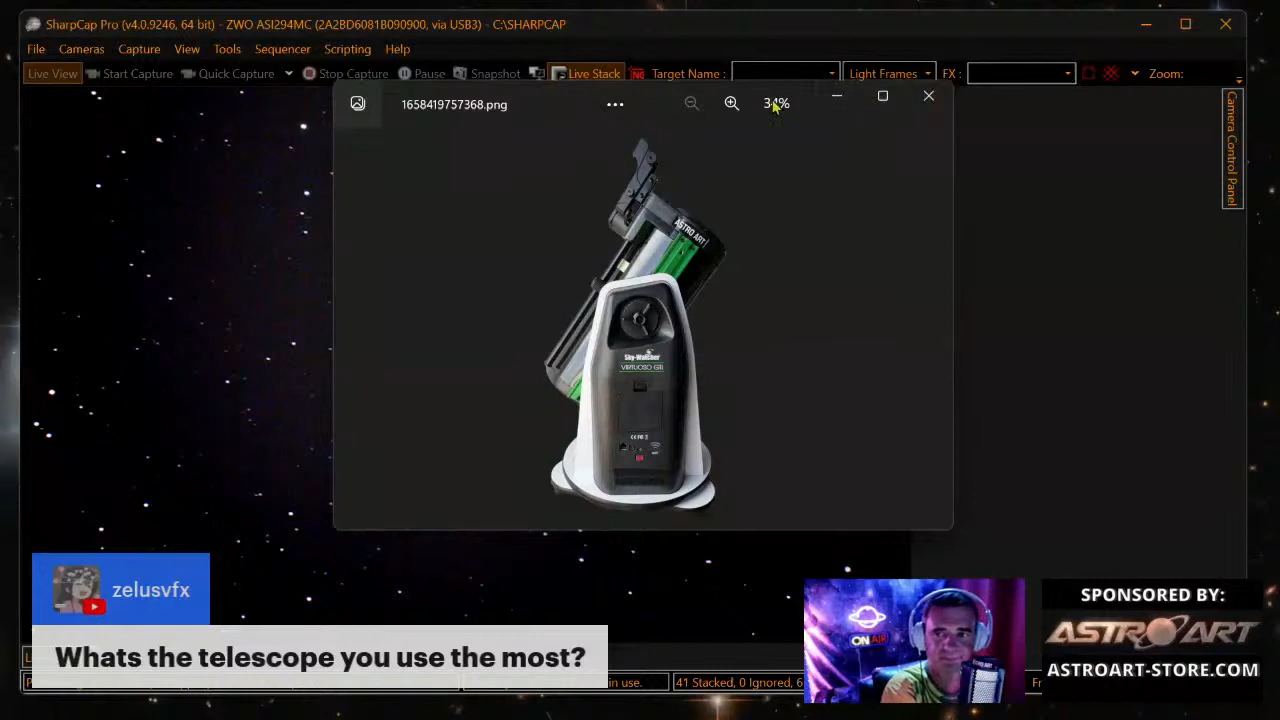 SharpCap Pro (v4.0.9246, 64 bit) - ZWO ASI294MC (2A2BD6081B090900, via USB3) - C:\SHARPCAP
File Cameras Capture View Tools Sequencer Scripting Help
Live View Start Capture Quick Capture Stop Capture Pause Snapshot Live Stack Target Name : Light Frames FX : Zoom:
1658419757368.png 34%
Camera Control Panel
ASTRO ART
Sky-Watcher
VIRTUOSO GTi
zelusvfx
Whats the telescope you use the most?
in use. 41 Stacked, 0 Ignored, 6
ON AIR
SPONSORED BY:
ASTROART
ASTROART-STORE.COM